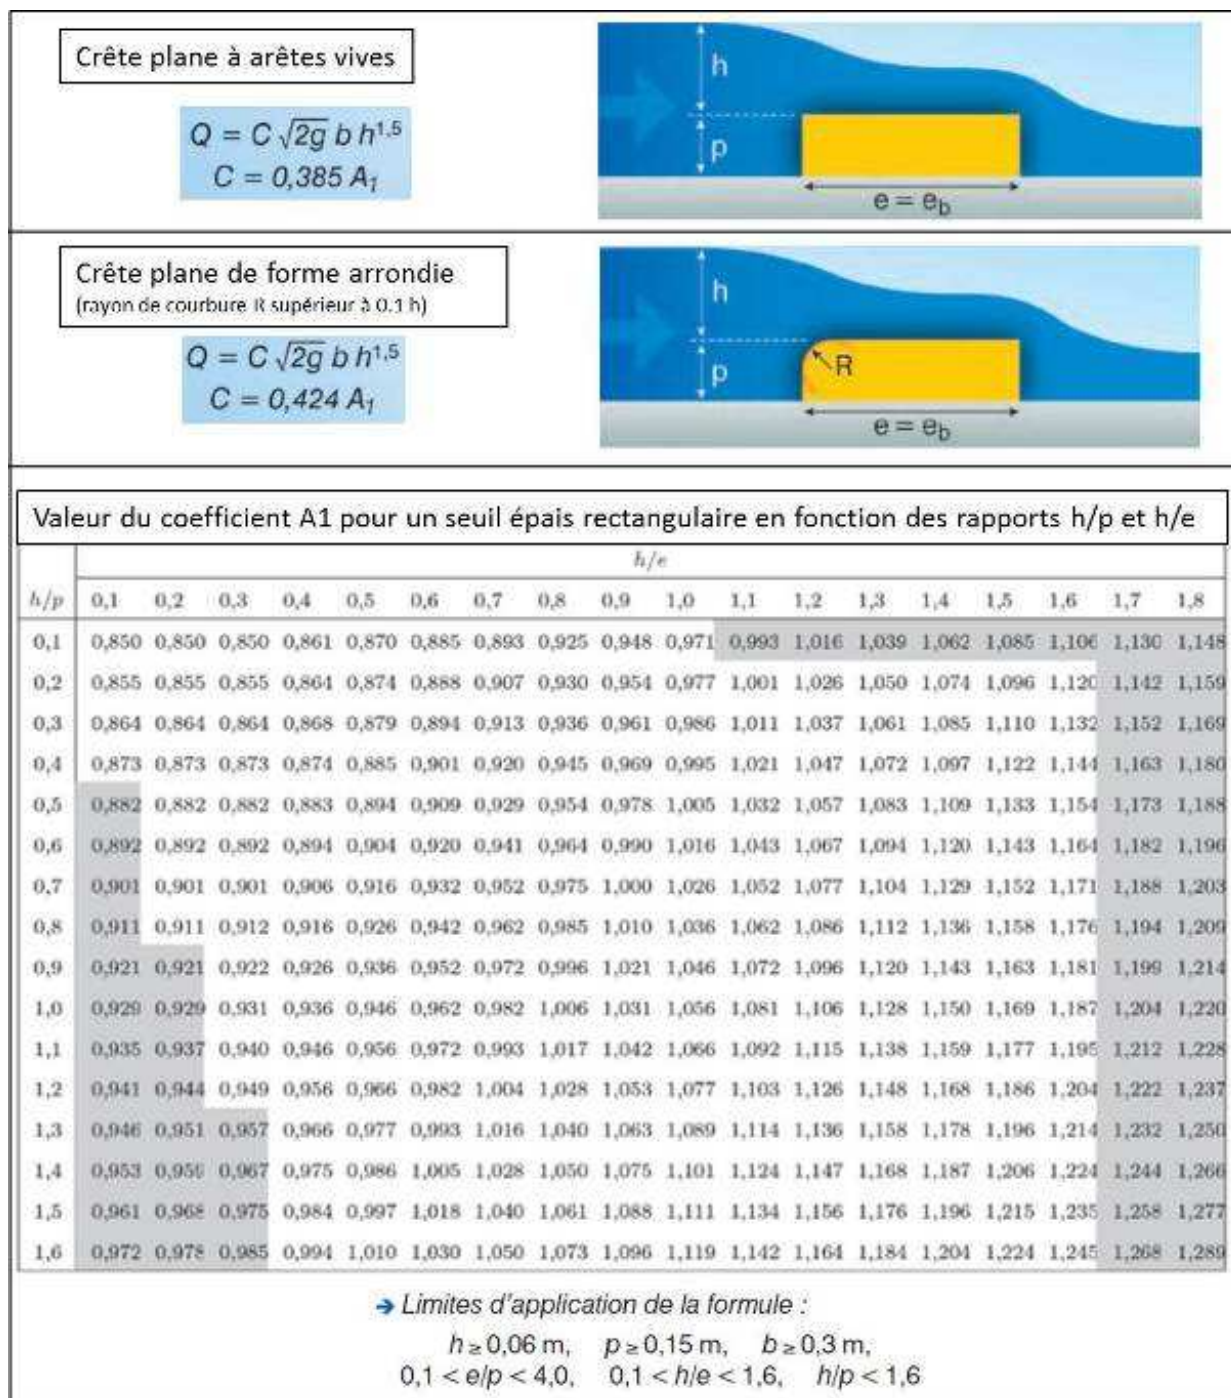 Crête plane à arêtes vives
Q = C √2g b h^1,5
C = 0,385 A₁
h
p
e = e_b
Crête plane de forme arrondie
(rayon de courbure R supérieur à 0.1 h)
Q = C √2g b h^1,5
C = 0,424 A₁
h
p
R
e = e_b
Valeur du coefficient A1 pour un seuil épais rectangulaire en fonction des rapports h/p et h/e
h/e
h/p 0,1 0,2 0,3 0,4 0,5 0,6 0,7 0,8 0,9 1,0 1,1 1,2 1,3 1,4 1,5 1,6 1,7 1,8
0,1 0,850 0,850 0,850 0,861 0,870 0,885 0,893 0,925 0,948 0,971 0,993 1,016 1,039 1,062 1,085 1,106 1,130 1,148
0,2 0,855 0,855 0,855 0,864 0,874 0,888 0,907 0,930 0,954 0,977 1,001 1,026 1,050 1,074 1,096 1,120 1,142 1,159
0,3 0,864 0,864 0,864 0,868 0,879 0,894 0,913 0,936 0,961 0,986 1,011 1,037 1,061 1,085 1,110 1,132 1,152 1,169
0,4 0,873 0,873 0,873 0,874 0,885 0,901 0,920 0,945 0,969 0,995 1,021 1,047 1,072 1,097 1,122 1,144 1,163 1,180
0,5 0,882 0,882 0,882 0,883 0,894 0,909 0,929 0,954 0,978 1,005 1,032 1,057 1,083 1,109 1,133 1,154 1,173 1,188
0,6 0,892 0,892 0,892 0,894 0,904 0,920 0,941 0,964 0,990 1,016 1,043 1,067 1,094 1,120 1,143 1,164 1,182 1,196
0,7 0,901 0,901 0,901 0,906 0,916 0,932 0,952 0,975 1,000 1,026 1,052 1,077 1,104 1,129 1,152 1,171 1,188 1,203
0,8 0,911 0,911 0,912 0,916 0,926 0,942 0,962 0,985 1,010 1,036 1,062 1,086 1,112 1,136 1,158 1,176 1,194 1,209
0,9 0,921 0,921 0,922 0,926 0,936 0,952 0,972 0,996 1,021 1,046 1,072 1,096 1,120 1,143 1,163 1,181 1,199 1,214
1,0 0,929 0,929 0,931 0,936 0,946 0,962 0,982 1,006 1,031 1,056 1,081 1,106 1,128 1,150 1,169 1,187 1,204 1,220
1,1 0,935 0,937 0,940 0,946 0,956 0,972 0,993 1,017 1,042 1,066 1,092 1,115 1,138 1,159 1,177 1,195 1,212 1,228
1,2 0,941 0,944 0,949 0,956 0,966 0,982 1,004 1,028 1,053 1,077 1,103 1,126 1,148 1,168 1,186 1,204 1,222 1,237
1,3 0,946 0,951 0,957 0,966 0,977 0,993 1,016 1,040 1,063 1,089 1,114 1,136 1,158 1,178 1,196 1,214 1,232 1,250
1,4 0,953 0,959 0,967 0,975 0,986 1,005 1,028 1,050 1,075 1,101 1,124 1,147 1,168 1,187 1,206 1,224 1,244 1,266
1,5 0,961 0,968 0,975 0,984 0,997 1,018 1,040 1,061 1,088 1,111 1,134 1,156 1,176 1,196 1,215 1,235 1,258 1,277
1,6 0,972 0,978 0,985 0,994 1,010 1,030 1,050 1,073 1,096 1,119 1,142 1,164 1,184 1,204 1,224 1,245 1,268 1,289
➔ Limites d'application de la formule :
h ≥ 0,06 m, p ≥ 0,15 m, b ≥ 0,3 m,
0,1 < e/p < 4,0, 0,1 < h/e < 1,6, h/p < 1,6